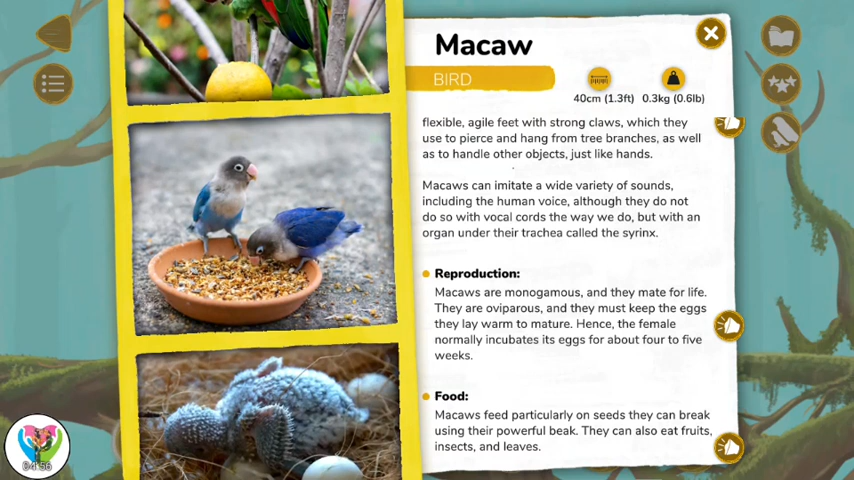 Macaw
BIRD
40cm (1.3ft) 0.3kg (0.6lb)
flexible, agile feet with strong claws, which they
use to pierce and hang from tree branches, as well
as to handle other objects, just like hands.
Macaws can imitate a wide variety of sounds,
including the human voice, although they do not
do so with vocal cords the way we do, but with an
organ under their trachea called the syrinx.
Reproduction:
Macaws are monogamous, and they mate for life.
They are oviparous, and they must keep the eggs
they lay warm to mature. Hence, the female
normally incubates its eggs for about four to five
weeks.
Food:
Macaws feed particularly on seeds they can break
using their powerful beak. They can also eat fruits,
insects, and leaves.
04:56